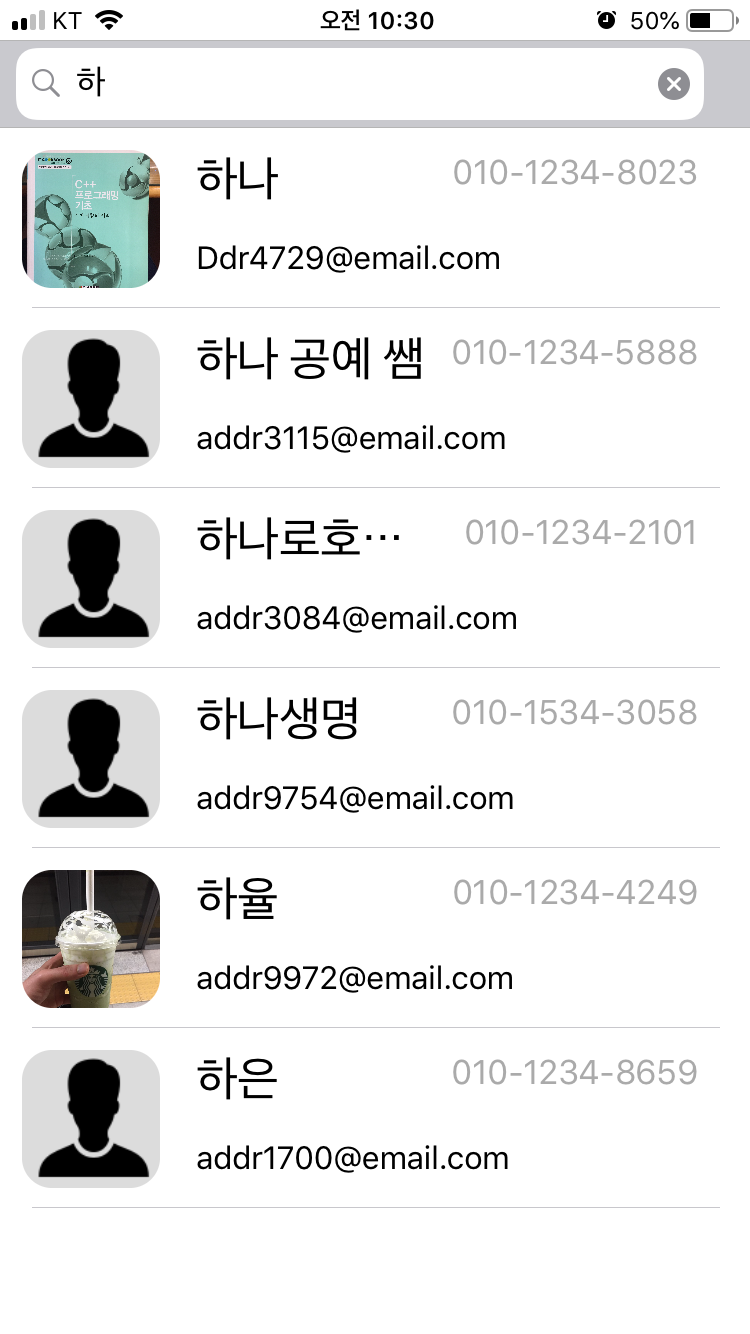 KT 오전 10:30 50%
하
C++
프로그래밍
기초
하나 010-1234-8023
Ddr4729@email.com
하나 공예 쌤 010-1234-5888
addr3115@email.com
하나로호… 010-1234-2101
addr3084@email.com
하나생명 010-1534-3058
addr9754@email.com
하율 010-1234-4249
addr9972@email.com
하은 010-1234-8659
addr1700@email.com